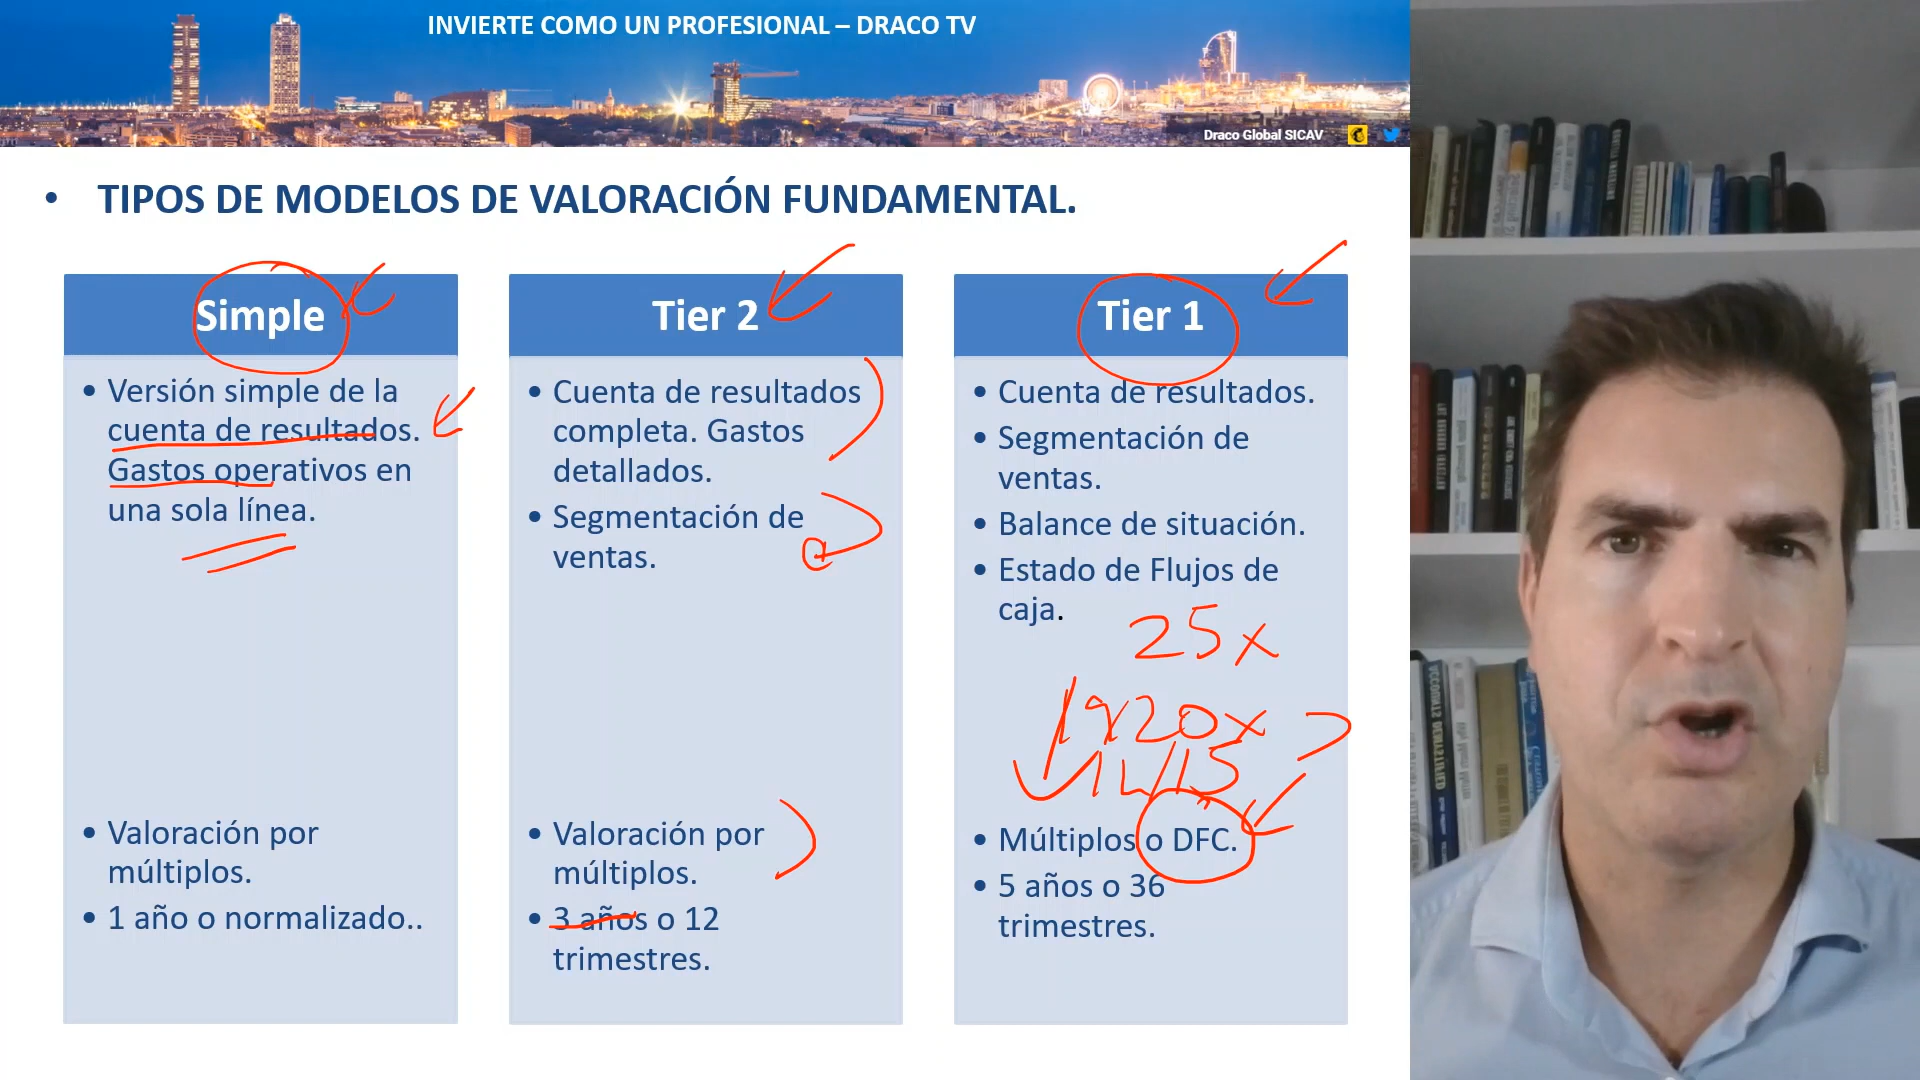 INVIERTE COMO UN PROFESIONAL – DRACO TV
Draco Global SICAV
• TIPOS DE MODELOS DE VALORACIÓN FUNDAMENTAL.
Simple
• Versión simple de la
cuenta de resultados.
Gastos operativos en
una sola línea.
• Valoración por
múltiplos.
• 1 año o normalizado..
Tier 2
• Cuenta de resultados
completa. Gastos
detallados.
• Segmentación de
ventas.
• Valoración por
múltiplos.
• 3 años o 12
trimestres.
Tier 1
• Cuenta de resultados.
• Segmentación de
ventas.
• Balance de situación.
• Estado de Flujos de
caja.
25x
20x
15
• Múltiplos o DFC.
• 5 años o 36
trimestres.